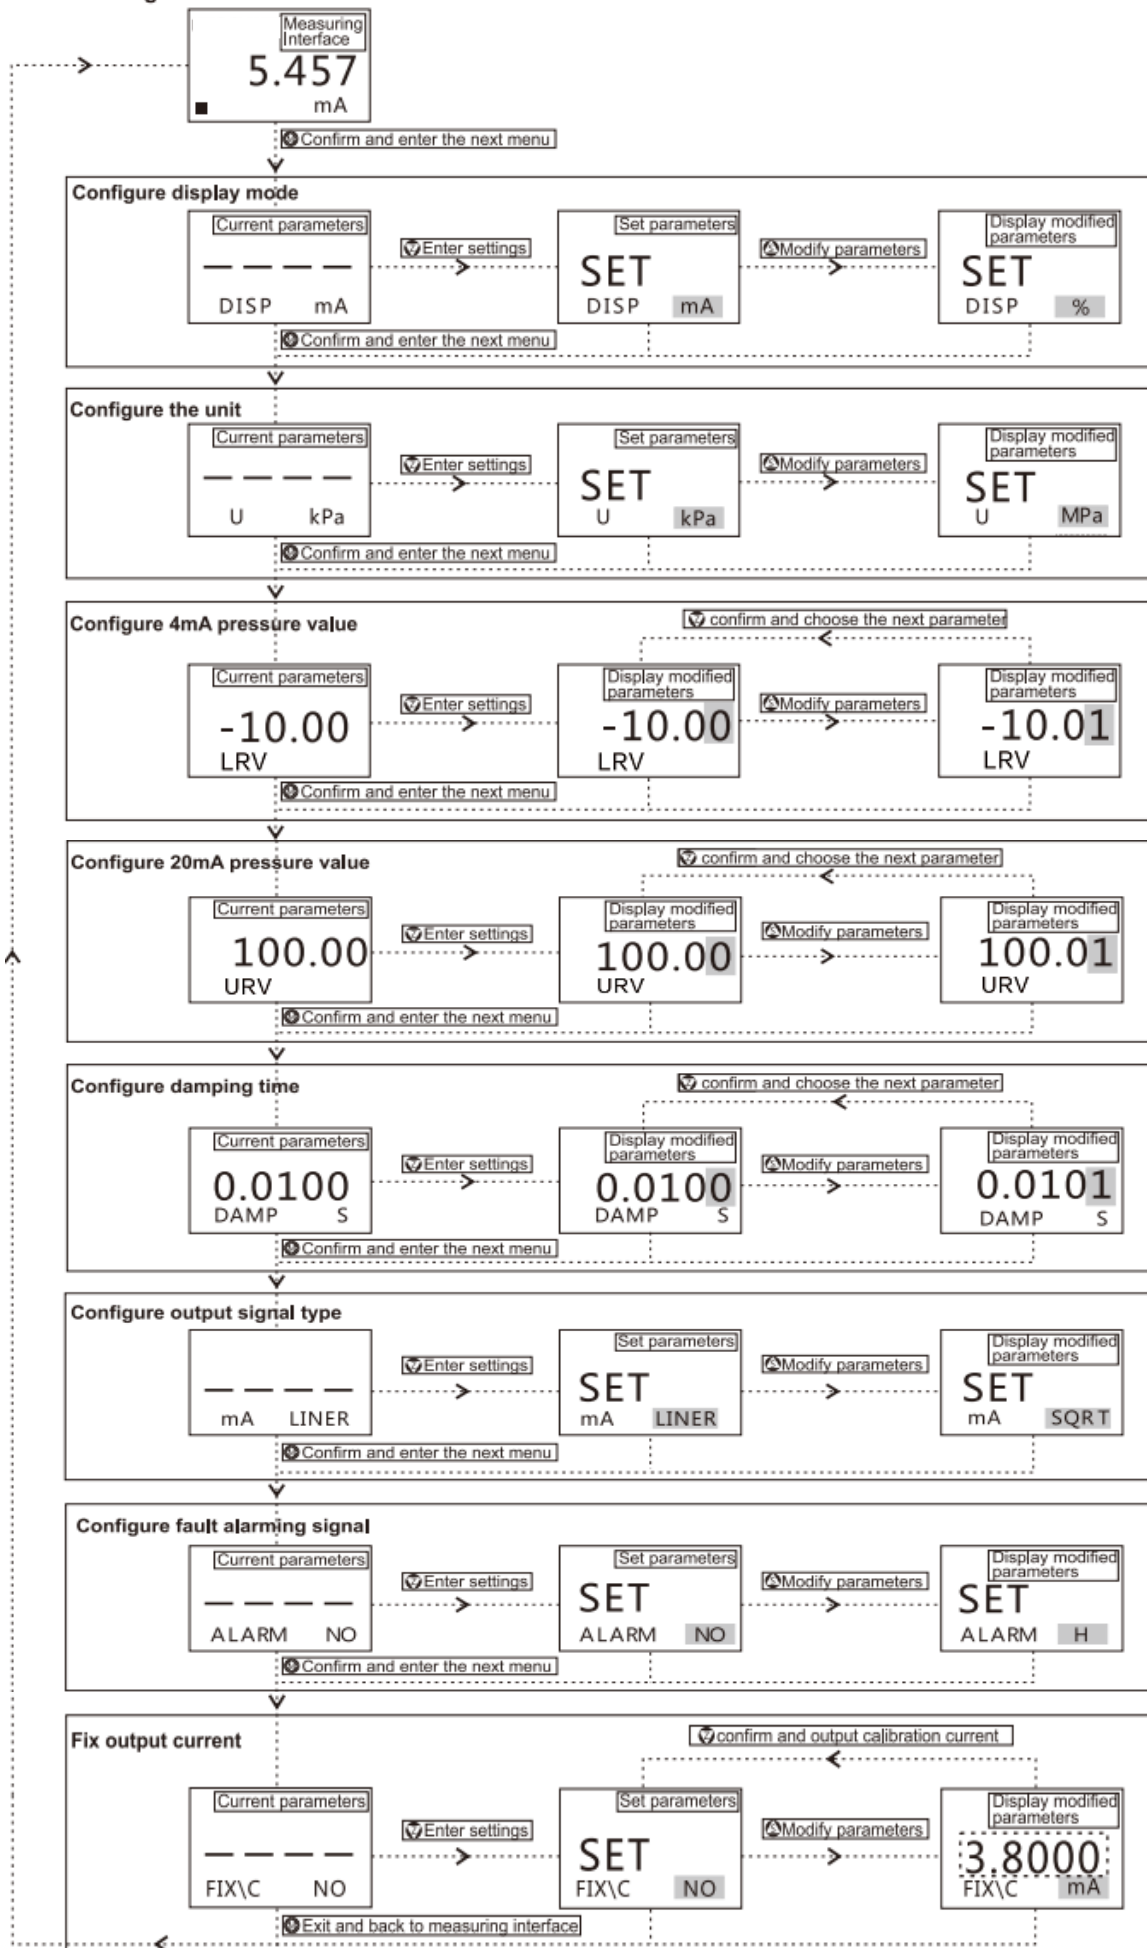 Measuring
Interface
5.457
mA
Confirm and enter the next menu
Configure display mode
Current parameters
DISP mA
Enter settings
Set parameters
SET
DISP mA
Modify parameters
Display modified
parameters
SET
DISP %
Confirm and enter the next menu
Configure the unit
Current parameters
U kPa
Enter settings
Set parameters
SET
U kPa
Modify parameters
Display modified
parameters
SET
U MPa
Confirm and enter the next menu
Configure 4mA pressure value
confirm and choose the next parameter
Current parameters
-10.00
LRV
Enter settings
Display modified
parameters
-10.00
LRV
Modify parameters
Display modified
parameters
-10.01
LRV
Confirm and enter the next menu
Configure 20mA pressure value
confirm and choose the next parameter
Current parameters
100.00
URV
Enter settings
Display modified
parameters
100.00
URV
Modify parameters
Display modified
parameters
100.01
URV
Confirm and enter the next menu
Configure damping time
confirm and choose the next parameter
Current parameters
0.0100
DAMP S
Enter settings
Display modified
parameters
0.0100
DAMP S
Modify parameters
Display modified
parameters
0.0101
DAMP S
Confirm and enter the next menu
Configure output signal type
mA LINER
Enter settings
Set parameters
SET
mA LINER
Modify parameters
Display modified
parameters
SET
mA SQRT
Confirm and enter the next menu
Configure fault alarming signal
Current parameters
ALARM NO
Enter settings
Set parameters
SET
ALARM NO
Modify parameters
Display modified
parameters
SET
ALARM H
Confirm and enter the next menu
Fix output current
confirm and output calibration current
Current parameters
FIX\C NO
Enter settings
Set parameters
SET
FIX\C NO
Modify parameters
Display modified
parameters
3.8000
FIX\C mA
Exit and back to measuring interface